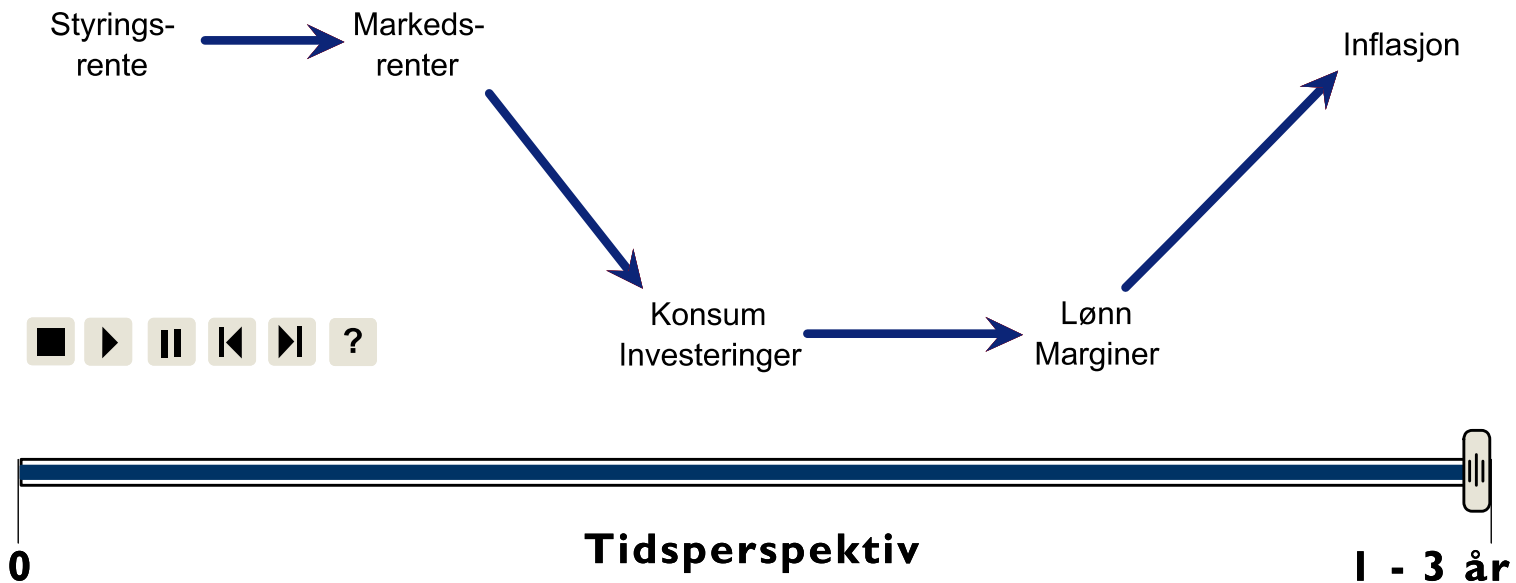 Styrings-
rente
Markeds-
renter
Inflasjon
Konsum
Investeringer
Lønn
Marginer
?
Tidsperspektiv
0
1 - 3 år